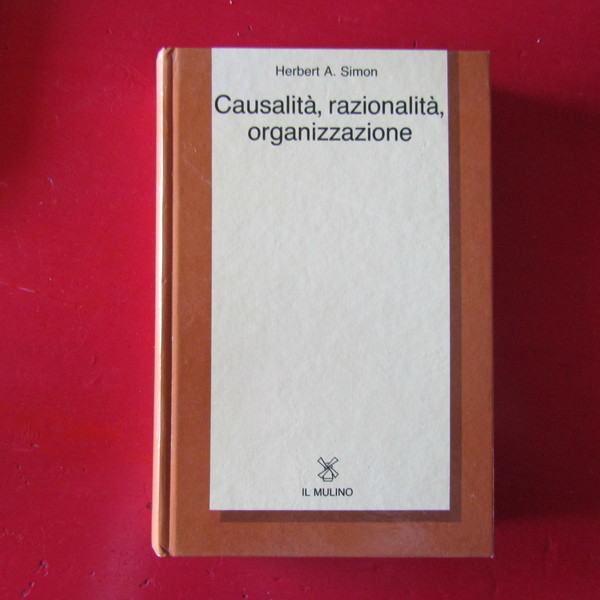 Herbert A. Simon
Causalità, razionalità,
organizzazione
IL MULINO